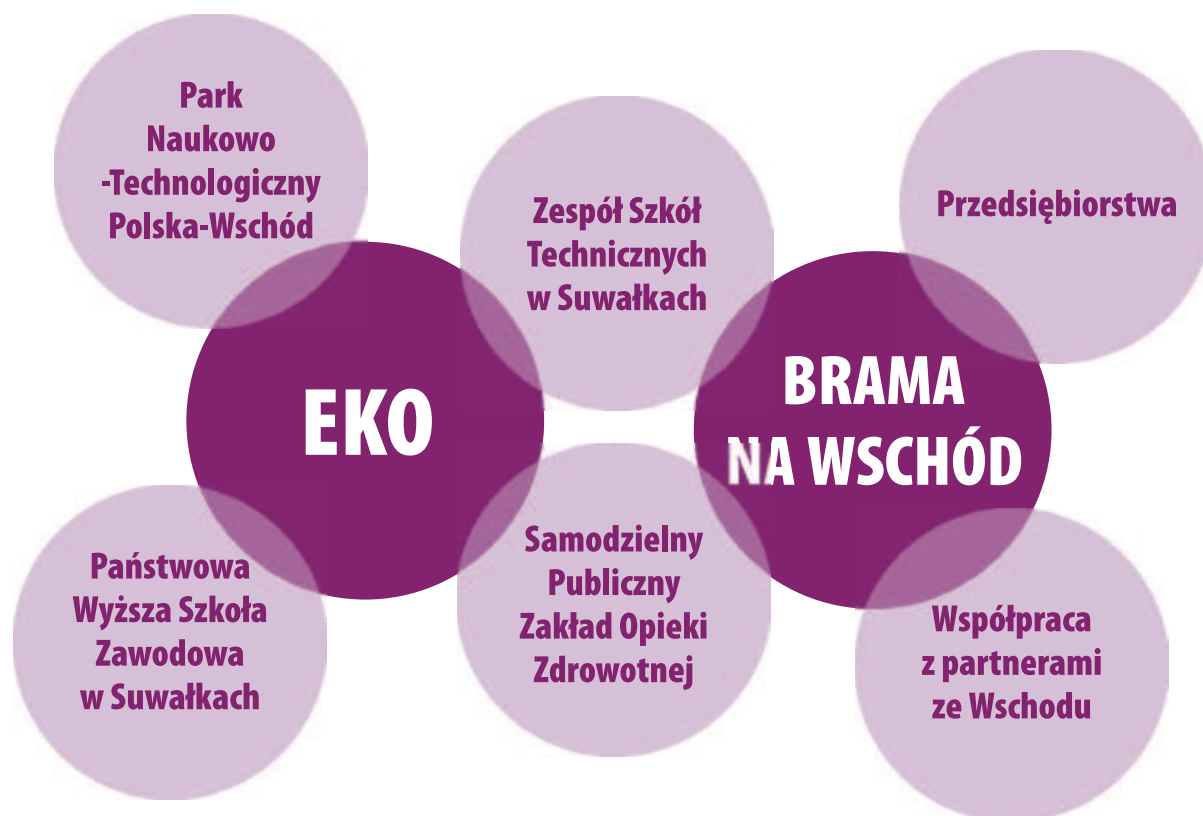 Park
Naukowo
-Technologiczny
Polska-Wschód
Zespół Szkół
Technicznych
w Suwałkach
Przedsiębiorstwa
EKO
BRAMA
NA WSCHÓD
Państwowa
Wyższa Szkoła
Zawodowa
w Suwałkach
Samodzielny
Publiczny
Zakład Opieki
Zdrowotnej
Współpraca
z partnerami
ze Wschodu